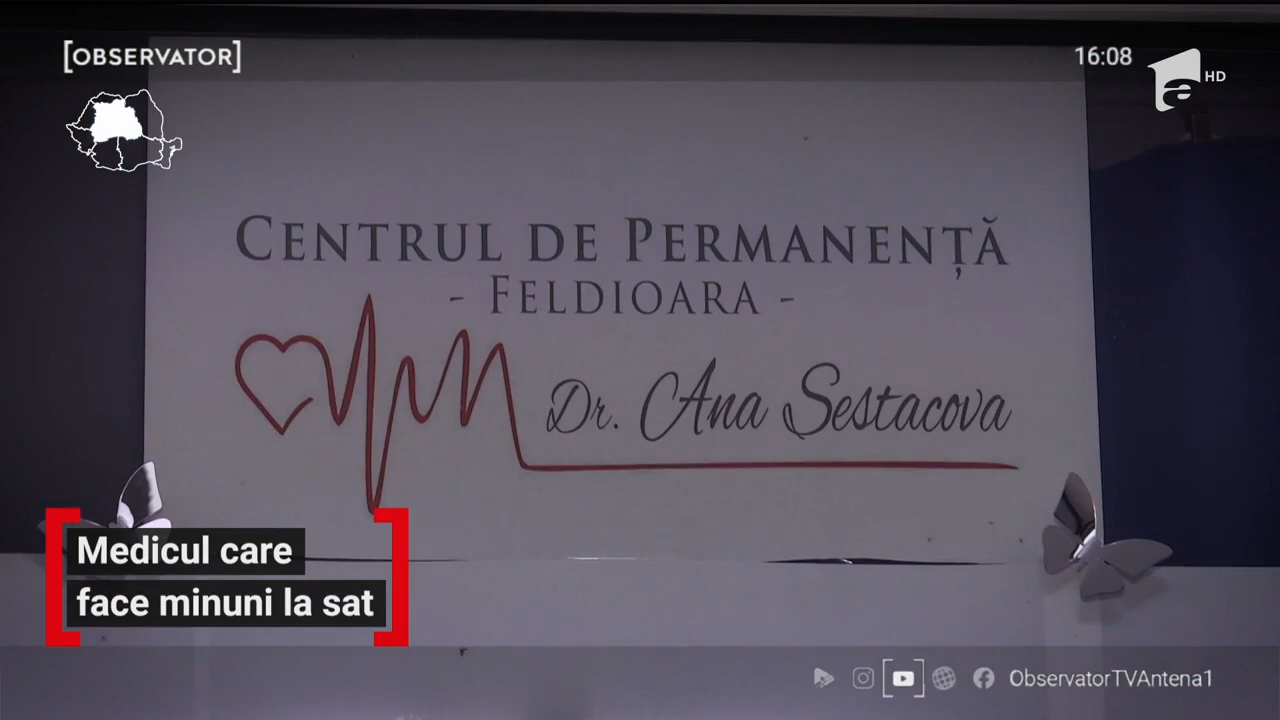 [OBSERVATOR]
16:08
HD
CENTRUL DE PERMANENȚĂ
- FELDIOARA -
Dr. Ana Sestacova
Medicul care
face minuni la sat
ObservatorTVAntena1